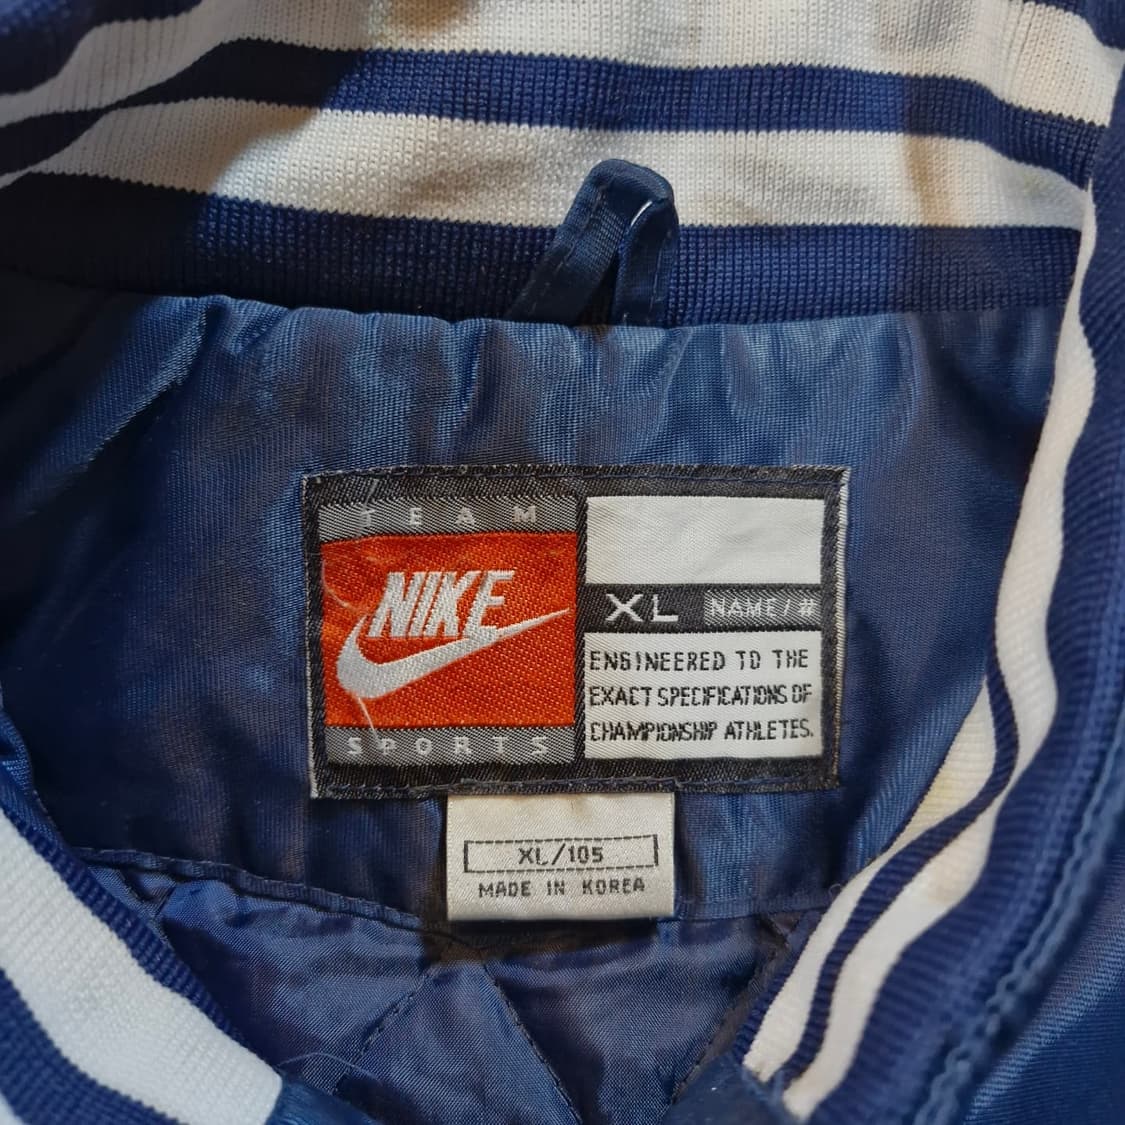 TEAM
NIKE
SPORTS
XL NAME/#
ENGINEERED TO THE
EXACT SPECIFICATIONS OF
CHAMPIONSHIP ATHLETES.
XL/105
MADE IN KOREA